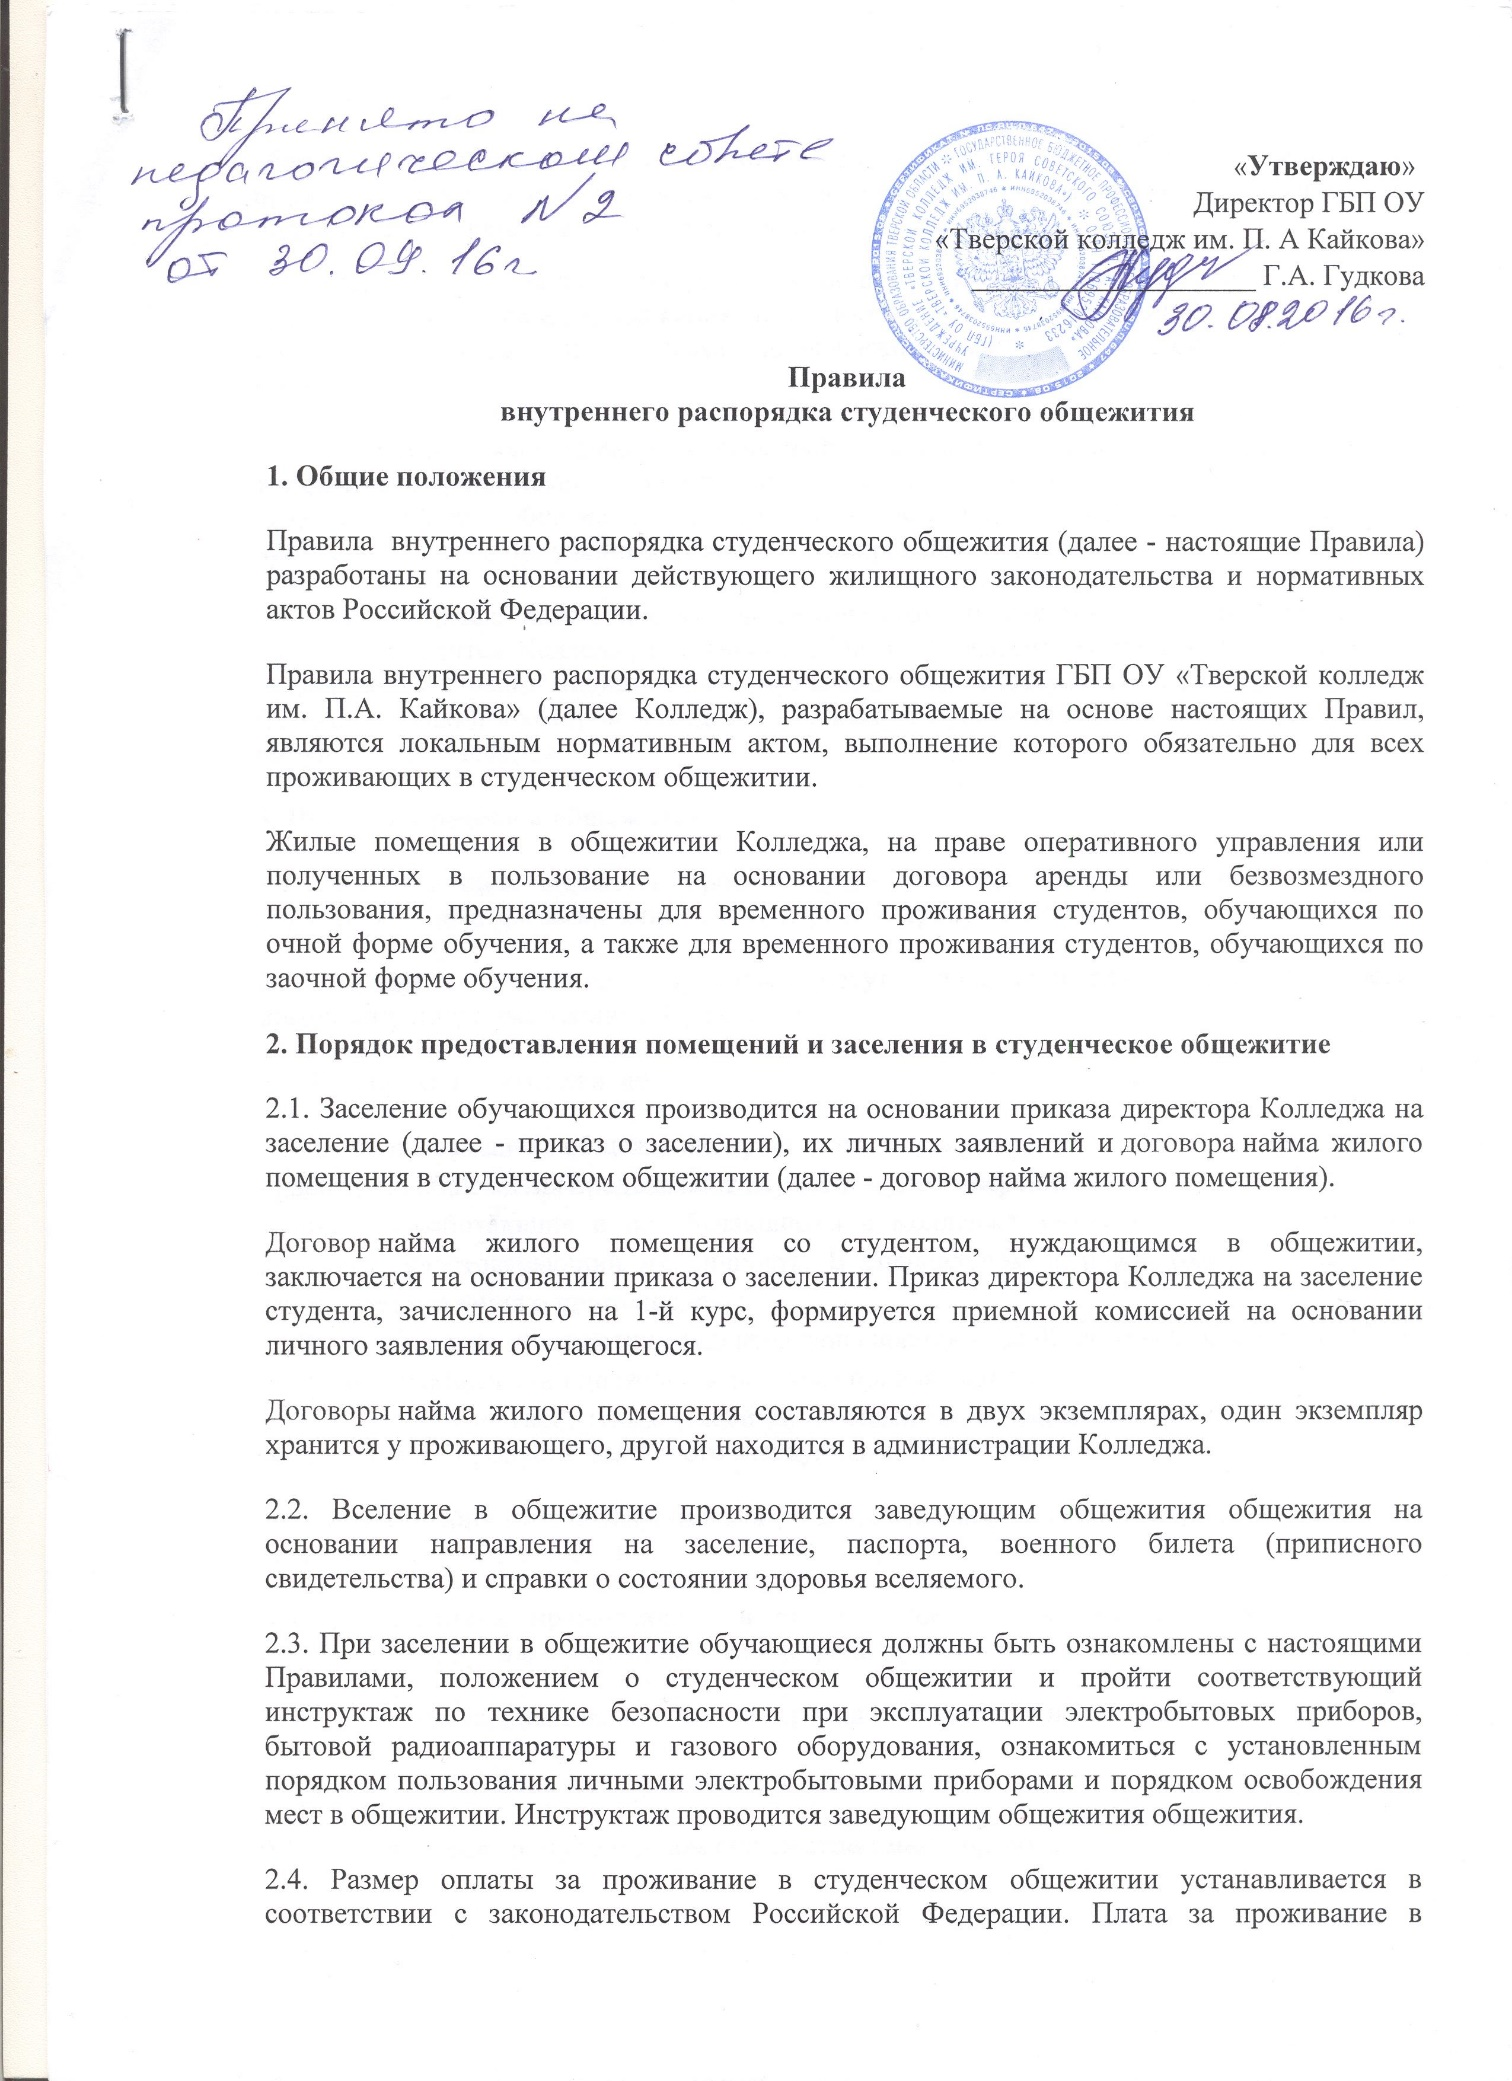 Принято на
педагогическом совете
протокол №2
от 30.09.16г
«Утверждаю»
Директор ГБП ОУ
«Тверской колледж им. П. А Кайкова»
Г.А. Гудкова
30.08.2016г.
Правила
внутреннего распорядка студенческого общежития
1. Общие положения
Правила внутреннего распорядка студенческого общежития (далее - настоящие Правила)
разработаны на основании действующего жилищного законодательства и нормативных
актов Российской Федерации.
Правила внутреннего распорядка студенческого общежития ГБП ОУ «Тверской колледж
им. П.А. Кайкова» (далее Колледж), разрабатываемые на основе настоящих Правил,
являются локальным нормативным актом, выполнение которого обязательно для всех
проживающих в студенческом общежитии.
Жилые помещения в общежитии Колледжа, на праве оперативного управления или
полученных в пользование на основании договора аренды или безвозмездного
пользования, предназначены для временного проживания студентов, обучающихся по
очной форме обучения, а также для временного проживания студентов, обучающихся по
заочной форме обучения.
2. Порядок предоставления помещений и заселения в студенческое общежитие
2.1. Заселение обучающихся производится на основании приказа директора Колледжа на
заселение (далее - приказ о заселении), их личных заявлений и договора найма жилого
помещения в студенческом общежитии (далее - договор найма жилого помещения).
Договор найма жилого помещения со студентом, нуждающимся в общежитии,
заключается на основании приказа о заселении. Приказ директора Колледжа на заселение
студента, зачисленного на 1-й курс, формируется приемной комиссией на основании
личного заявления обучающегося.
Договоры найма жилого помещения составляются в двух экземплярах, один экземпляр
хранится у проживающего, другой находится в администрации Колледжа.
2.2. Вселение в общежитие производится заведующим общежития общежития на
основании направления на заселение, паспорта, военного билета (приписного
свидетельства) и справки о состоянии здоровья вселяемого.
2.3. При заселении в общежитие обучающиеся должны быть ознакомлены с настоящими
Правилами, положением о студенческом общежитии и пройти соответствующий
инструктаж по технике безопасности при эксплуатации электробытовых приборов,
бытовой радиоаппаратуры и газового оборудования, ознакомиться с установленным
порядком пользования личными электробытовыми приборами и порядком освобождения
мест в общежитии. Инструктаж проводится заведующим общежития общежития.
2.4. Размер оплаты за проживание в студенческом общежитии устанавливается в
соответствии с законодательством Российской Федерации. Плата за проживание в